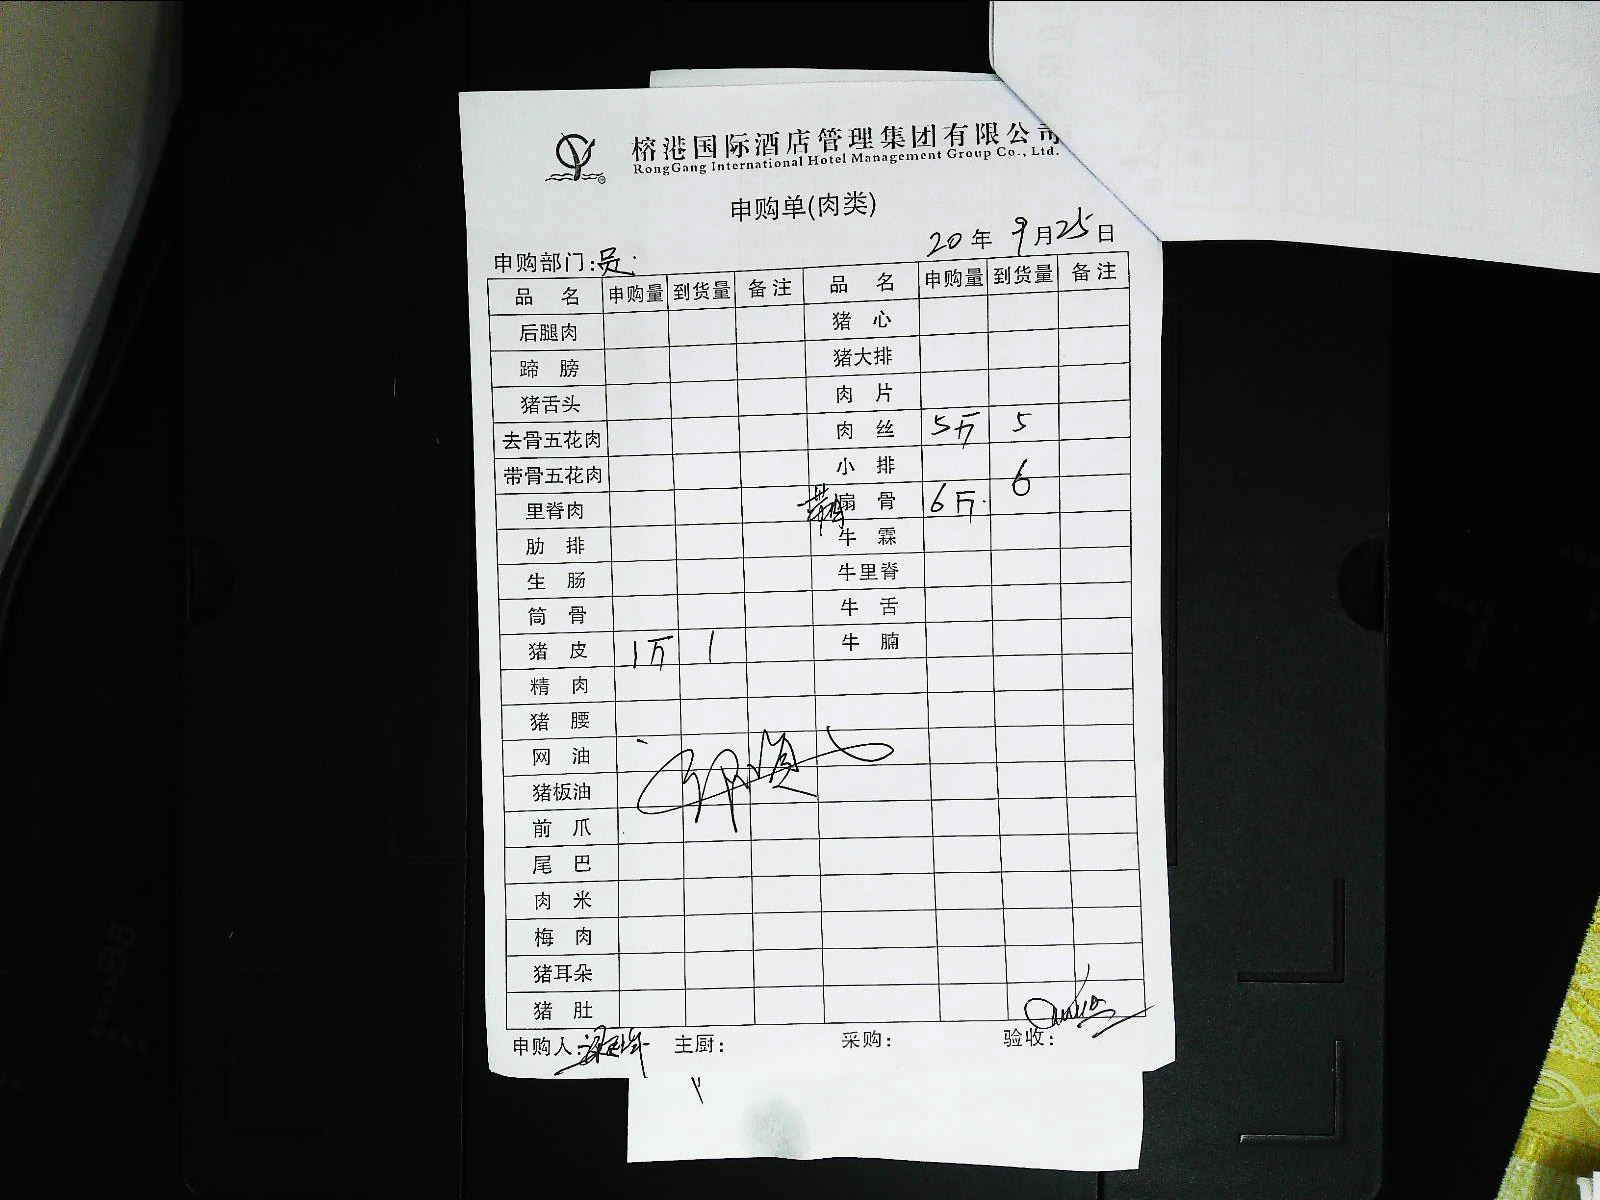 榕港国际酒店管理集团有限公司
RongGang International Hotel Management Group Co., Ltd.
申购单(肉类)
20年 9月25日
申购部门:员
品 名 申购量 到货量 备注 品 名 申购量 到货量 备注
后腿肉 猪 心
蹄 膀 猪大排
猪舌头 肉 片
去骨五花肉 肉 丝 5斤 5
带骨五花肉 小 排
里脊肉 扇 骨 6斤 6
肋 排 牛 霖
生 肠 牛里脊
筒 骨 牛 舌
猪 皮 1斤 1 牛 腩
精 肉
猪 腰
网 油
猪板油
前 爪
尾 巴
肉 米
梅 肉
猪耳朵
猪 肚
申购人: 主厨: 采购: 验收: